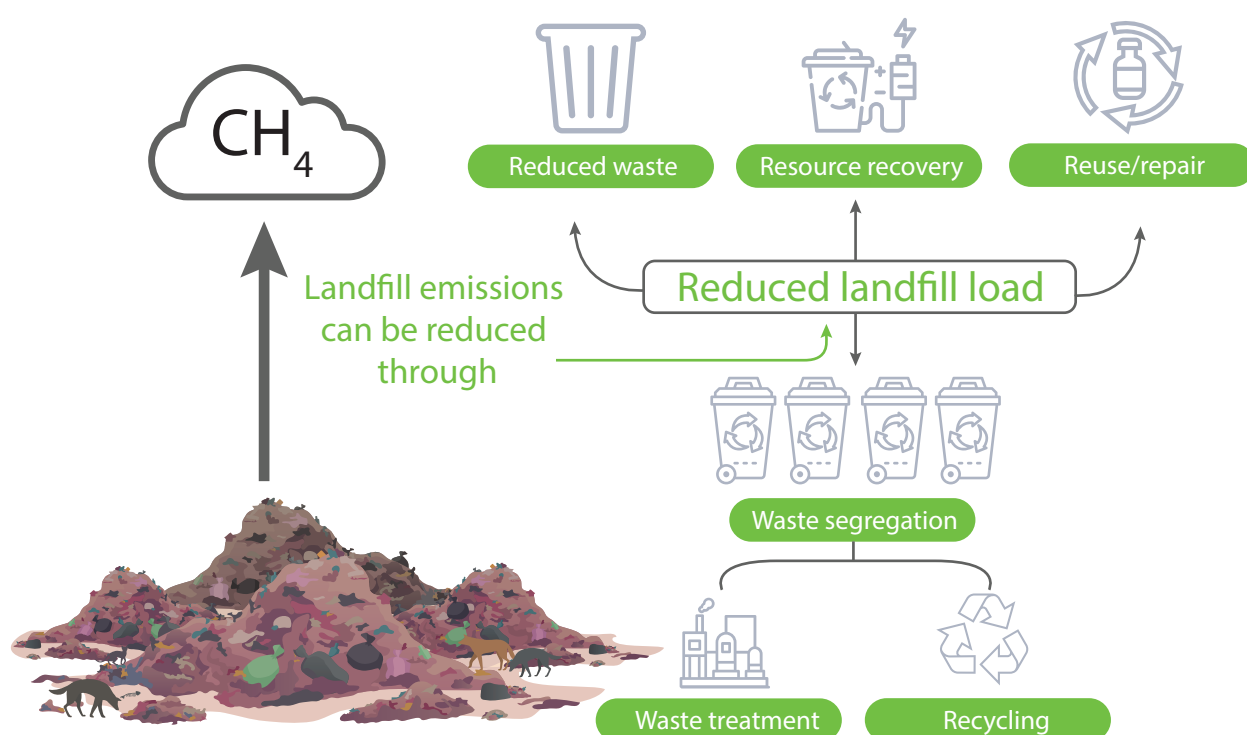 CH₄
Reduced waste
Resource recovery
Reuse/repair
Landfill emissions
can be reduced
through
Reduced landfill load
Waste segregation
Waste treatment
Recycling